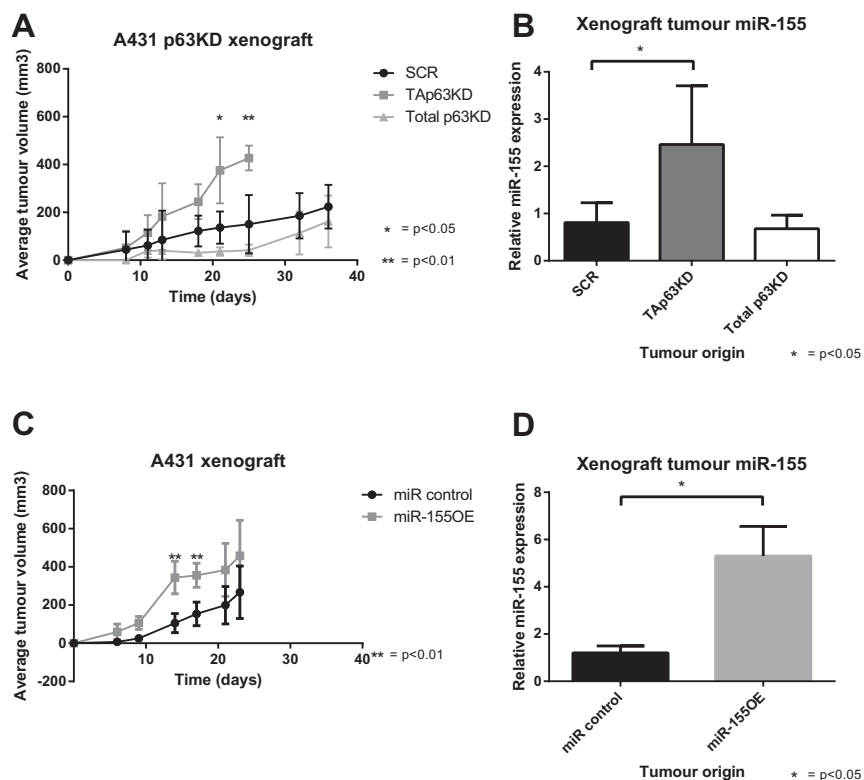 A
A431 p63KD xenograft
Average tumour volume (mm3)
800
600
400
200
0
0
10
20
30
40
Time (days)
SCR
TAp63KD
Total p63KD
*
**
* = p<0.05
** = p<0.01
B
Xenograft tumour miR-155
Relative miR-155 expression
4
3
2
1
0
*
SCR
TAp63KD
Total p63KD
Tumour origin
* = p<0.05
C
A431 xenograft
Average tumour volume (mm3)
800
600
400
200
0
-200
10
20
30
40
Time (days)
miR control
miR-155OE
**
**
** = p<0.01
D
Xenograft tumour miR-155
Relative miR-155 expression
8
6
4
2
0
*
miR control
miR-155OE
Tumour origin
* = p<0.05